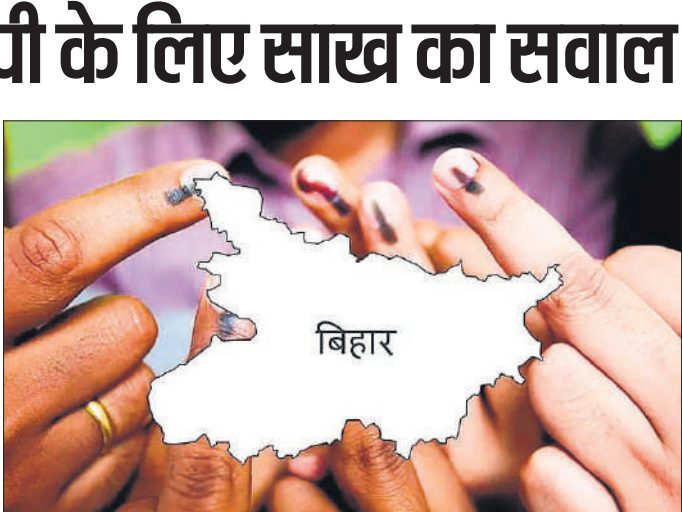 पी के लिए साख का सवाल
बिहार